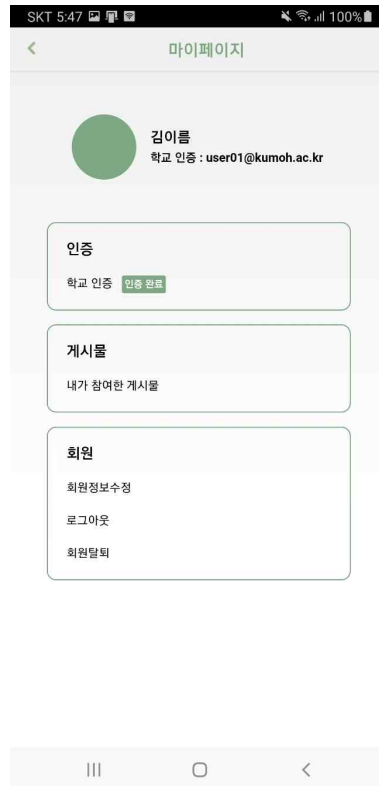 SKT 5:47 100%
마이페이지
김이름
학교 인증 : user01@kumoh.ac.kr
인증
학교 인증 인증 완료
게시물
내가 참여한 게시물
회원
회원정보수정
로그아웃
회원탈퇴